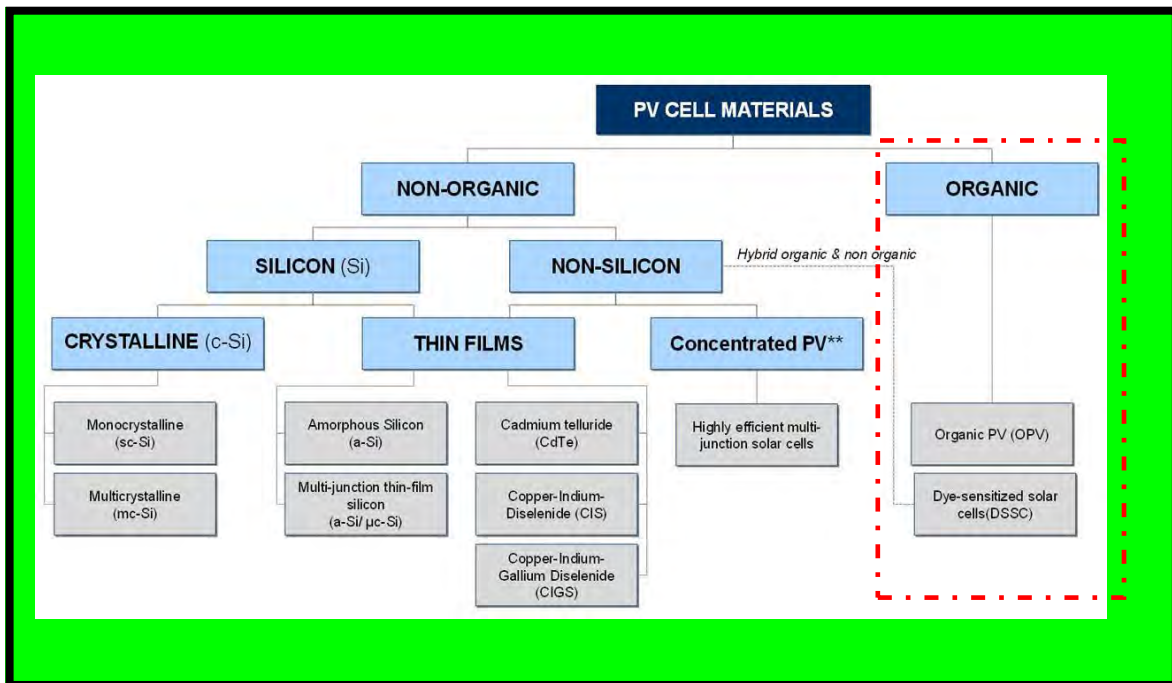 PV CELL MATERIALS
NON-ORGANIC
ORGANIC
SILICON (Si)
NON-SILICON
Hybrid organic & non organic
CRYSTALLINE (c-Si)
THIN FILMS
Concentrated PV**
Monocrystalline
(sc-Si)
Multicrystalline
(mc-Si)
Amorphous Silicon
(a-Si)
Multi-junction thin-film
silicon
(a-Si/ µc-Si)
Cadmium telluride
(CdTe)
Copper-Indium-
Diselenide (CIS)
Copper-Indium-
Gallium Diselenide
(CIGS)
Highly efficient multi-
junction solar cells
Organic PV (OPV)
Dye-sensitized solar
cells(DSSC)